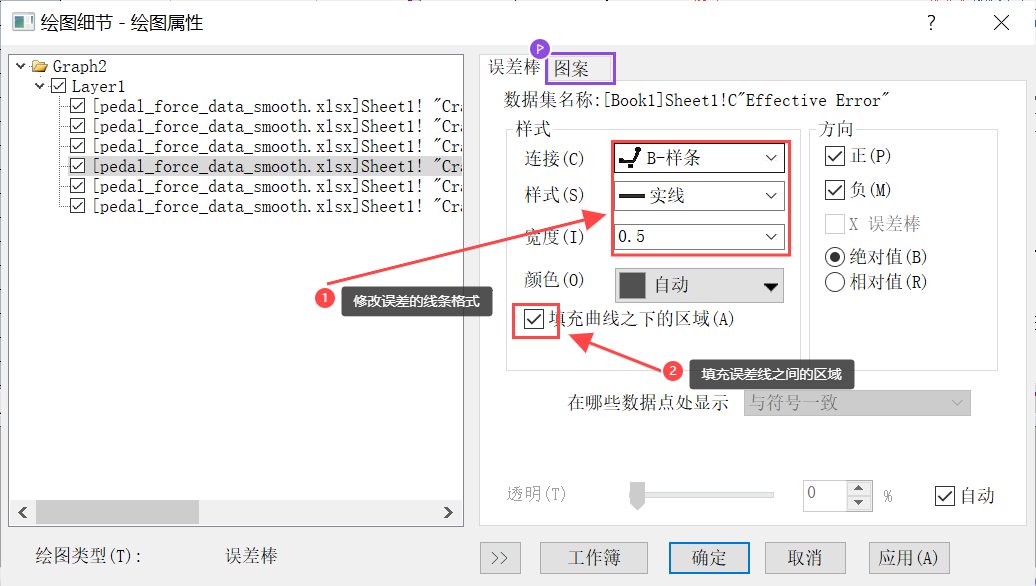 绘图细节 - 绘图属性
?
Graph2
Layer1
[pedal_force_data_smooth.xlsx]Sheet1! "Cra
[pedal_force_data_smooth.xlsx]Sheet1! "Cra
[pedal_force_data_smooth.xlsx]Sheet1! "Cra
[pedal_force_data_smooth.xlsx]Sheet1! "Cra
[pedal_force_data_smooth.xlsx]Sheet1! "Cra
[pedal_force_data_smooth.xlsx]Sheet1! "Cra
绘图类型(T): 误差棒
P
误差棒 图案
数据集名称:[Book1]Sheet1!C"Effective Error"
样式
连接(C) B-样条
样式(S) 实线
宽度(I) 0.5
颜色(O) 自动
填充曲线之下的区域(A)
方向
正(P)
负(M)
X 误差棒
绝对值(B)
相对值(R)
1 修改误差的线条格式
2 填充误差线之间的区域
在哪些数据点处显示 与符号一致
透明(T) 0 % 自动
>> 工作簿 确定 取消 应用(A)